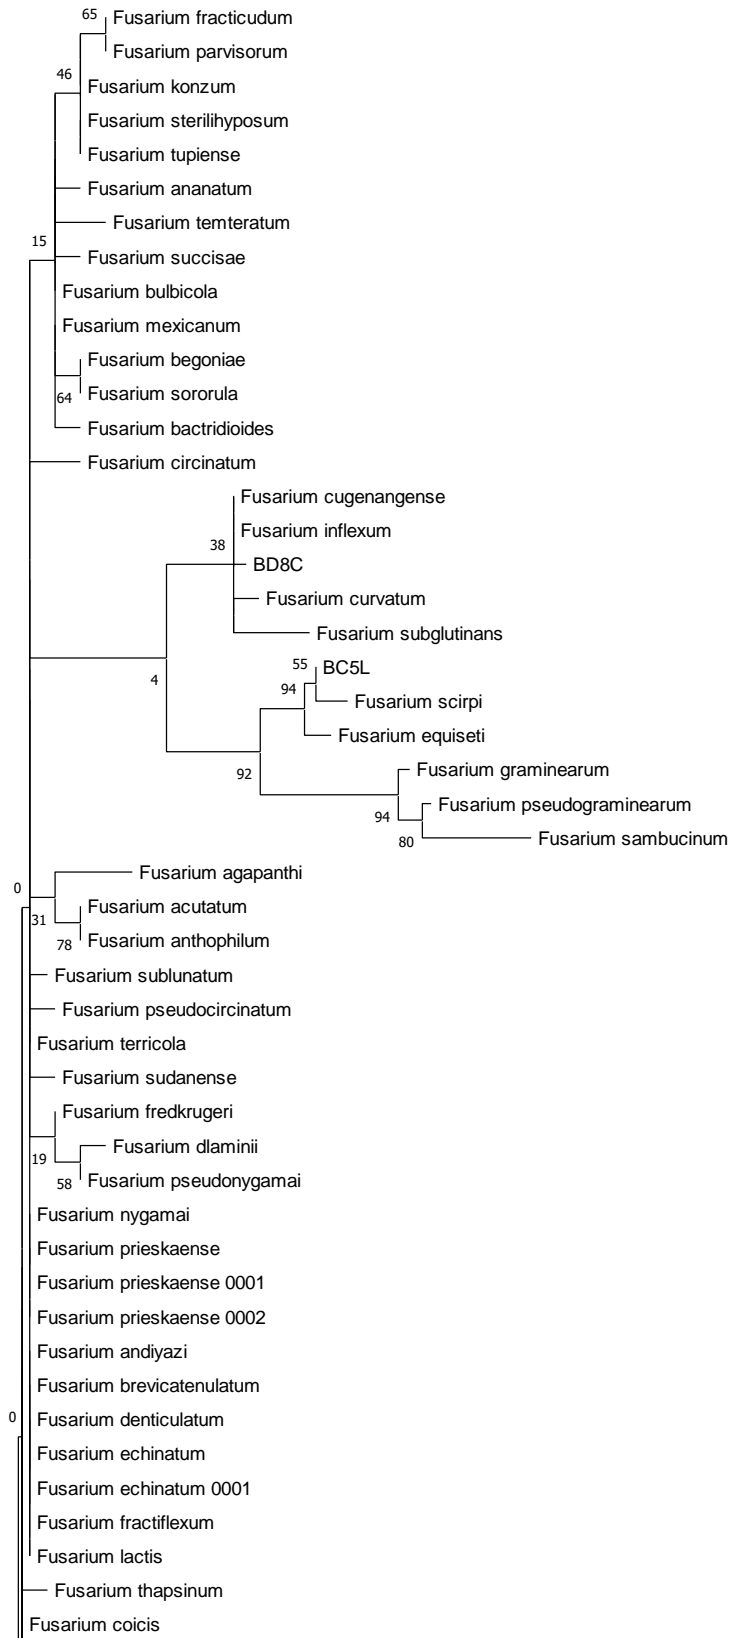 65
Fusarium fracticudum
Fusarium parvisorum
46
Fusarium konzum
Fusarium sterilihyposum
Fusarium tupiense
Fusarium ananatum
Fusarium temteratum
15
Fusarium succisae
Fusarium bulbicola
Fusarium mexicanum
Fusarium begoniae
64
Fusarium sororula
Fusarium bactridioides
Fusarium circinatum
Fusarium cugenangense
Fusarium inflexum
38
BD8C
Fusarium curvatum
Fusarium subglutinans
55
BC5L
4
94
Fusarium scirpi
Fusarium equiseti
92
Fusarium graminearum
Fusarium pseudograminearum
94
80
Fusarium sambucinum
Fusarium agapanthi
0
31
Fusarium acutatum
78
Fusarium anthophilum
Fusarium sublunatum
Fusarium pseudocircinatum
Fusarium terricola
Fusarium sudanense
Fusarium fredkrugeri
Fusarium dlaminii
19
58
Fusarium pseudonygamai
Fusarium nygamai
Fusarium prieskaense
Fusarium prieskaense 0001
Fusarium prieskaense 0002
Fusarium andiyazi
Fusarium brevicatenulatum
0
Fusarium denticulatum
Fusarium echinatum
Fusarium echinatum 0001
Fusarium fractiflexum
Fusarium lactis
Fusarium thapsinum
Fusarium coicis